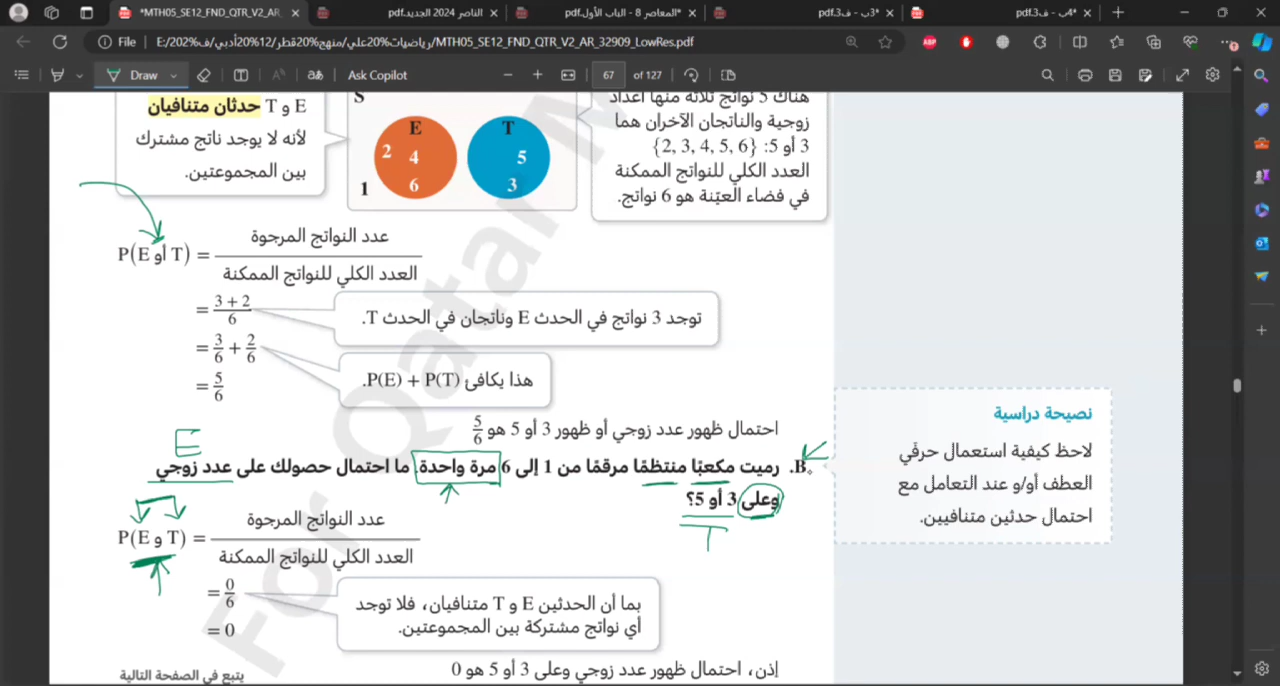 *MTH05_SE12_FND_QTR_V2_AR_
الناصر 2024 الجديد.pdf
*المعاصر 8 - الباب الأول.pdf
*3ب - ف3.pdf
*4ب - ف3.pdf
File
E:/202%ف/أدبي20%12/منهج20%قطر/رياضيات20%علي/MTH05_SE12_FND_QTR_V2_AR_32909_LowRes.pdf
Draw
Ask Copilot
67 of 127
هناك 5 نواتج ثلاثة منها أعداد
زوجية والناتجان الآخران هما
3 أو 5: {2, 3, 4, 5, 6}
العدد الكلي للنواتج الممكنة
في فضاء العيّنة هو 6 نواتج.
S
E T
2 4 5
6 3
1
E و T حدثان متنافيان
لأنه لا يوجد ناتج مشترك
بين المجموعتين.
P(E أو T) = عدد النواتج المرجوة / العدد الكلي للنواتج الممكنة
= 3 + 2 / 6
توجد 3 نواتج في الحدث E وناتجان في الحدث T.
= 3/6 + 2/6
هذا يكافئ P(E) + P(T).
= 5/6
احتمال ظهور عدد زوجي أو ظهور 3 أو 5 هو 5/6
E
B. رميت مكعبًا منتظمًا مرقمًا من 1 إلى 6 مرة واحدة. ما احتمال حصولك على عدد زوجي
وعلى 3 أو 5؟
T
P(E و T) = عدد النواتج المرجوة / العدد الكلي للنواتج الممكنة
= 0/6
بما أن الحدثين E و T متنافيان، فلا توجد
أي نواتج مشتركة بين المجموعتين.
= 0
إذن، احتمال ظهور عدد زوجي وعلى 3 أو 5 هو 0
يتبع في الصفحة التالية
نصيحة دراسية
لاحظ كيفية استعمال حرفَي
العطف أو/و عند التعامل مع
احتمال حدثين متنافيين.
For Qatar M